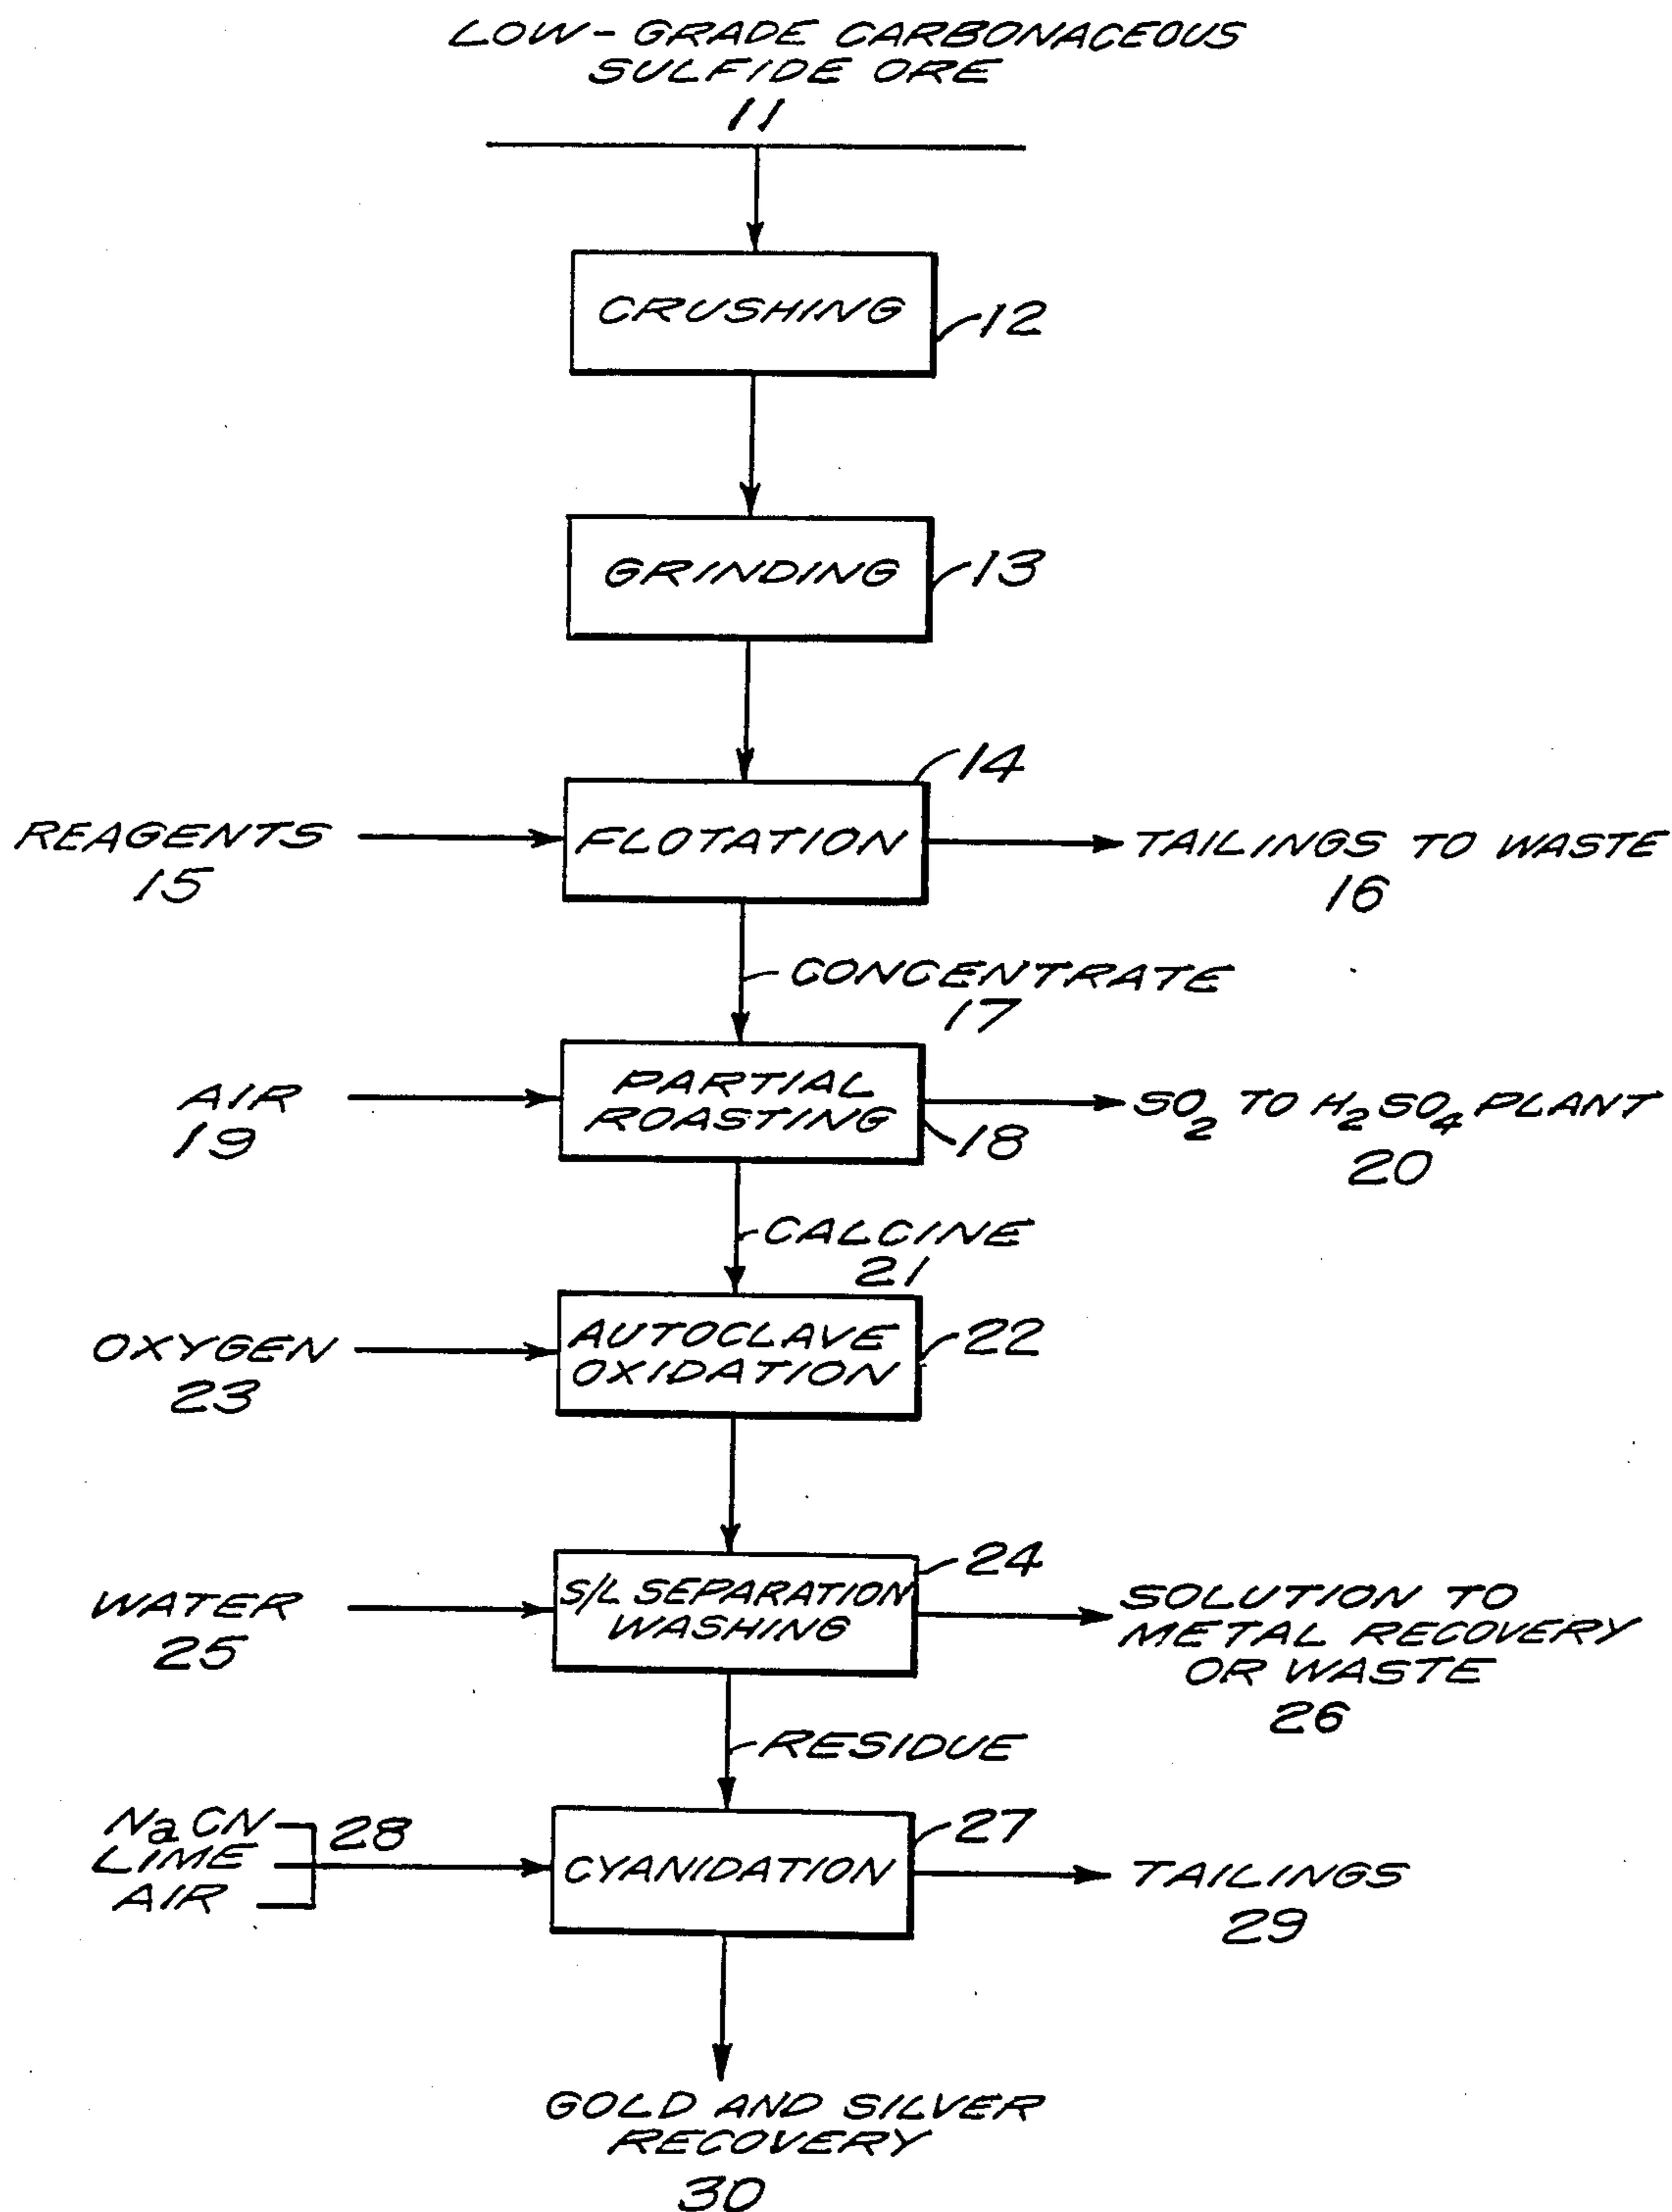 LOW-GRADE CARBONACEOUS
SULFIDE ORE
11
CRUSHING
12
GRINDING
13
14
REAGENTS
15
FLOTATION
TAILINGS TO WASTE
16
CONCENTRATE
17
AIR
19
PARTIAL
ROASTING
18
SO2 TO H2SO4 PLANT
20
CALCINE
21
OXYGEN
23
AUTOCLAVE
OXIDATION
22
24
WATER
25
S/L SEPARATION
WASHING
SOLUTION TO
METAL RECOVERY
OR WASTE
26
RESIDUE
NaCN
LIME
AIR
28
CYANIDATION
27
TAILINGS
29
GOLD AND SILVER
RECOVERY
30